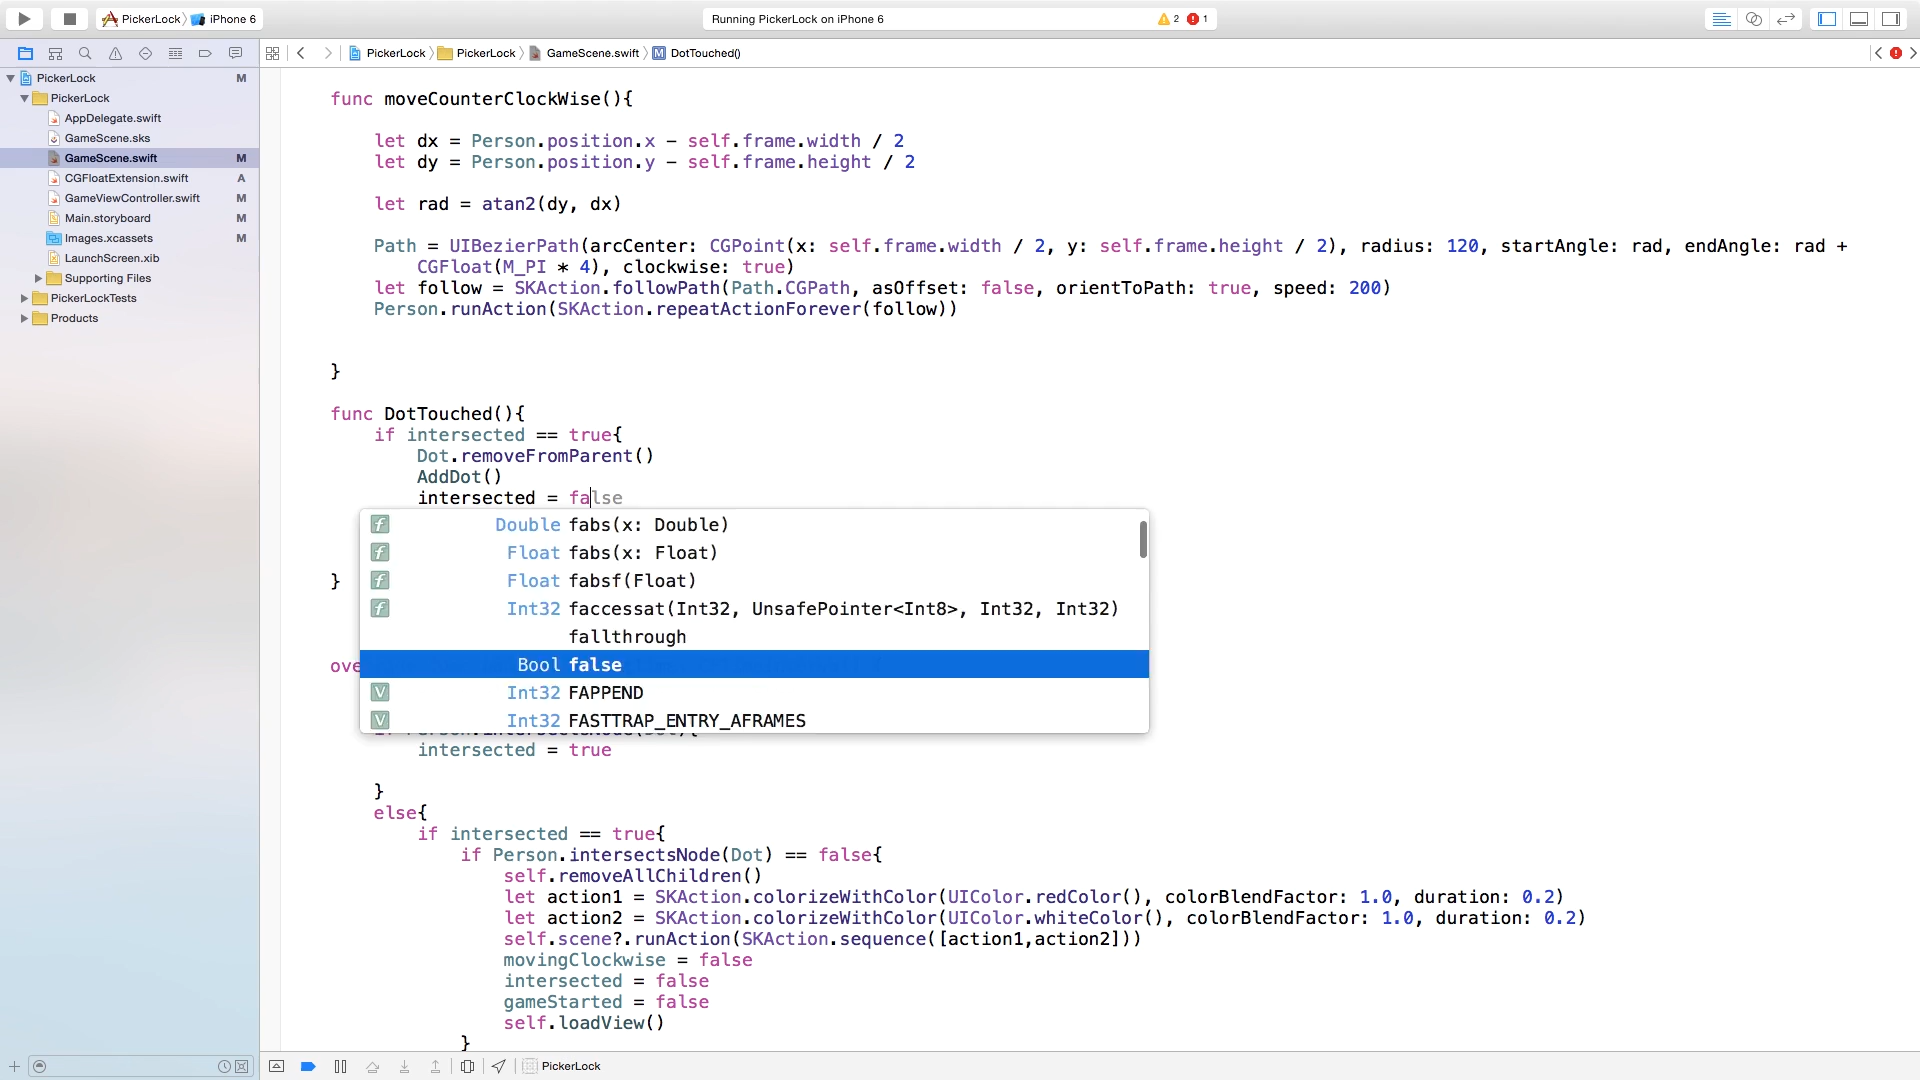 PickerLock iPhone 6
Running PickerLock on iPhone 6
2 1
PickerLock PickerLock GameScene.swift M DotTouched()
PickerLock M
PickerLock
AppDelegate.swift
GameScene.sks
GameScene.swift M
CGFloatExtension.swift A
GameViewController.swift M
Main.storyboard M
Images.xcassets M
LaunchScreen.xib
Supporting Files
PickerLockTests
Products
func moveCounterClockWise(){
let dx = Person.position.x - self.frame.width / 2
let dy = Person.position.y - self.frame.height / 2
let rad = atan2(dy, dx)
Path = UIBezierPath(arcCenter: CGPoint(x: self.frame.width / 2, y: self.frame.height / 2), radius: 120, startAngle: rad, endAngle: rad +
CGFloat(M_PI * 4), clockwise: true)
let follow = SKAction.followPath(Path.CGPath, asOffset: false, orientToPath: true, speed: 200)
Person.runAction(SKAction.repeatActionForever(follow))
}
func DotTouched(){
if intersected == true{
Dot.removeFromParent()
AddDot()
intersected = false
f Double fabs(x: Double)
f Float fabs(x: Float)
f Float fabsf(Float)
f Int32 faccessat(Int32, UnsafePointer<Int8>, Int32, Int32)
fallthrough
Bool false
V Int32 FAPPEND
V Int32 FASTTRAP_ENTRY_AFRAMES
}
ove
intersected = true
}
else{
if intersected == true{
if Person.intersectsNode(Dot) == false{
self.removeAllChildren()
let action1 = SKAction.colorizeWithColor(UIColor.redColor(), colorBlendFactor: 1.0, duration: 0.2)
let action2 = SKAction.colorizeWithColor(UIColor.whiteColor(), colorBlendFactor: 1.0, duration: 0.2)
self.scene?.runAction(SKAction.sequence([action1,action2]))
movingClockwise = false
intersected = false
gameStarted = false
self.loadView()
}
PickerLock